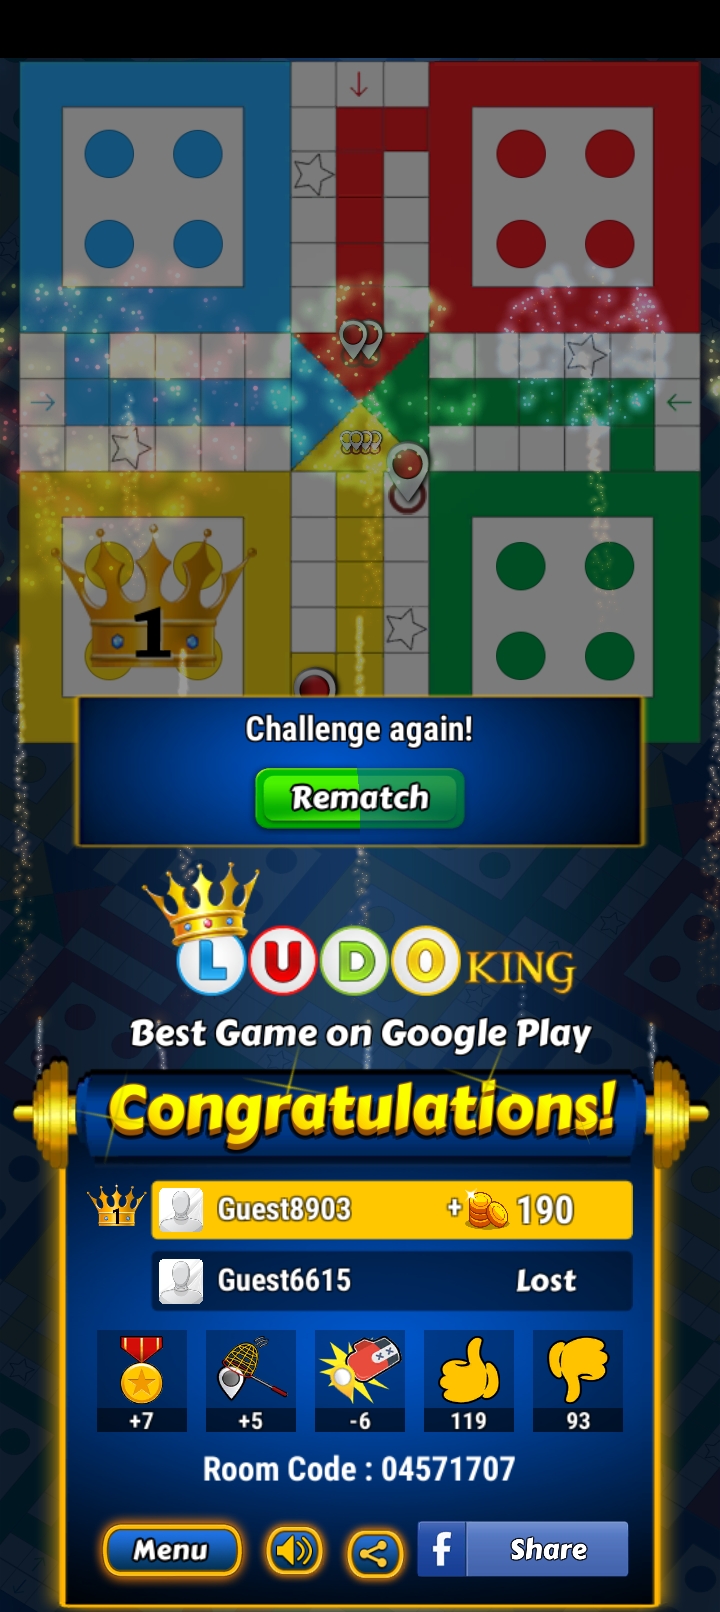 1
Challenge again!
Rematch
LUDO KING
Best Game on Google Play
Congratulations!
1 Guest8903 + 190
Guest6615 Lost
+7 +5 -6 119 93
Room Code : 04571707
Menu f Share